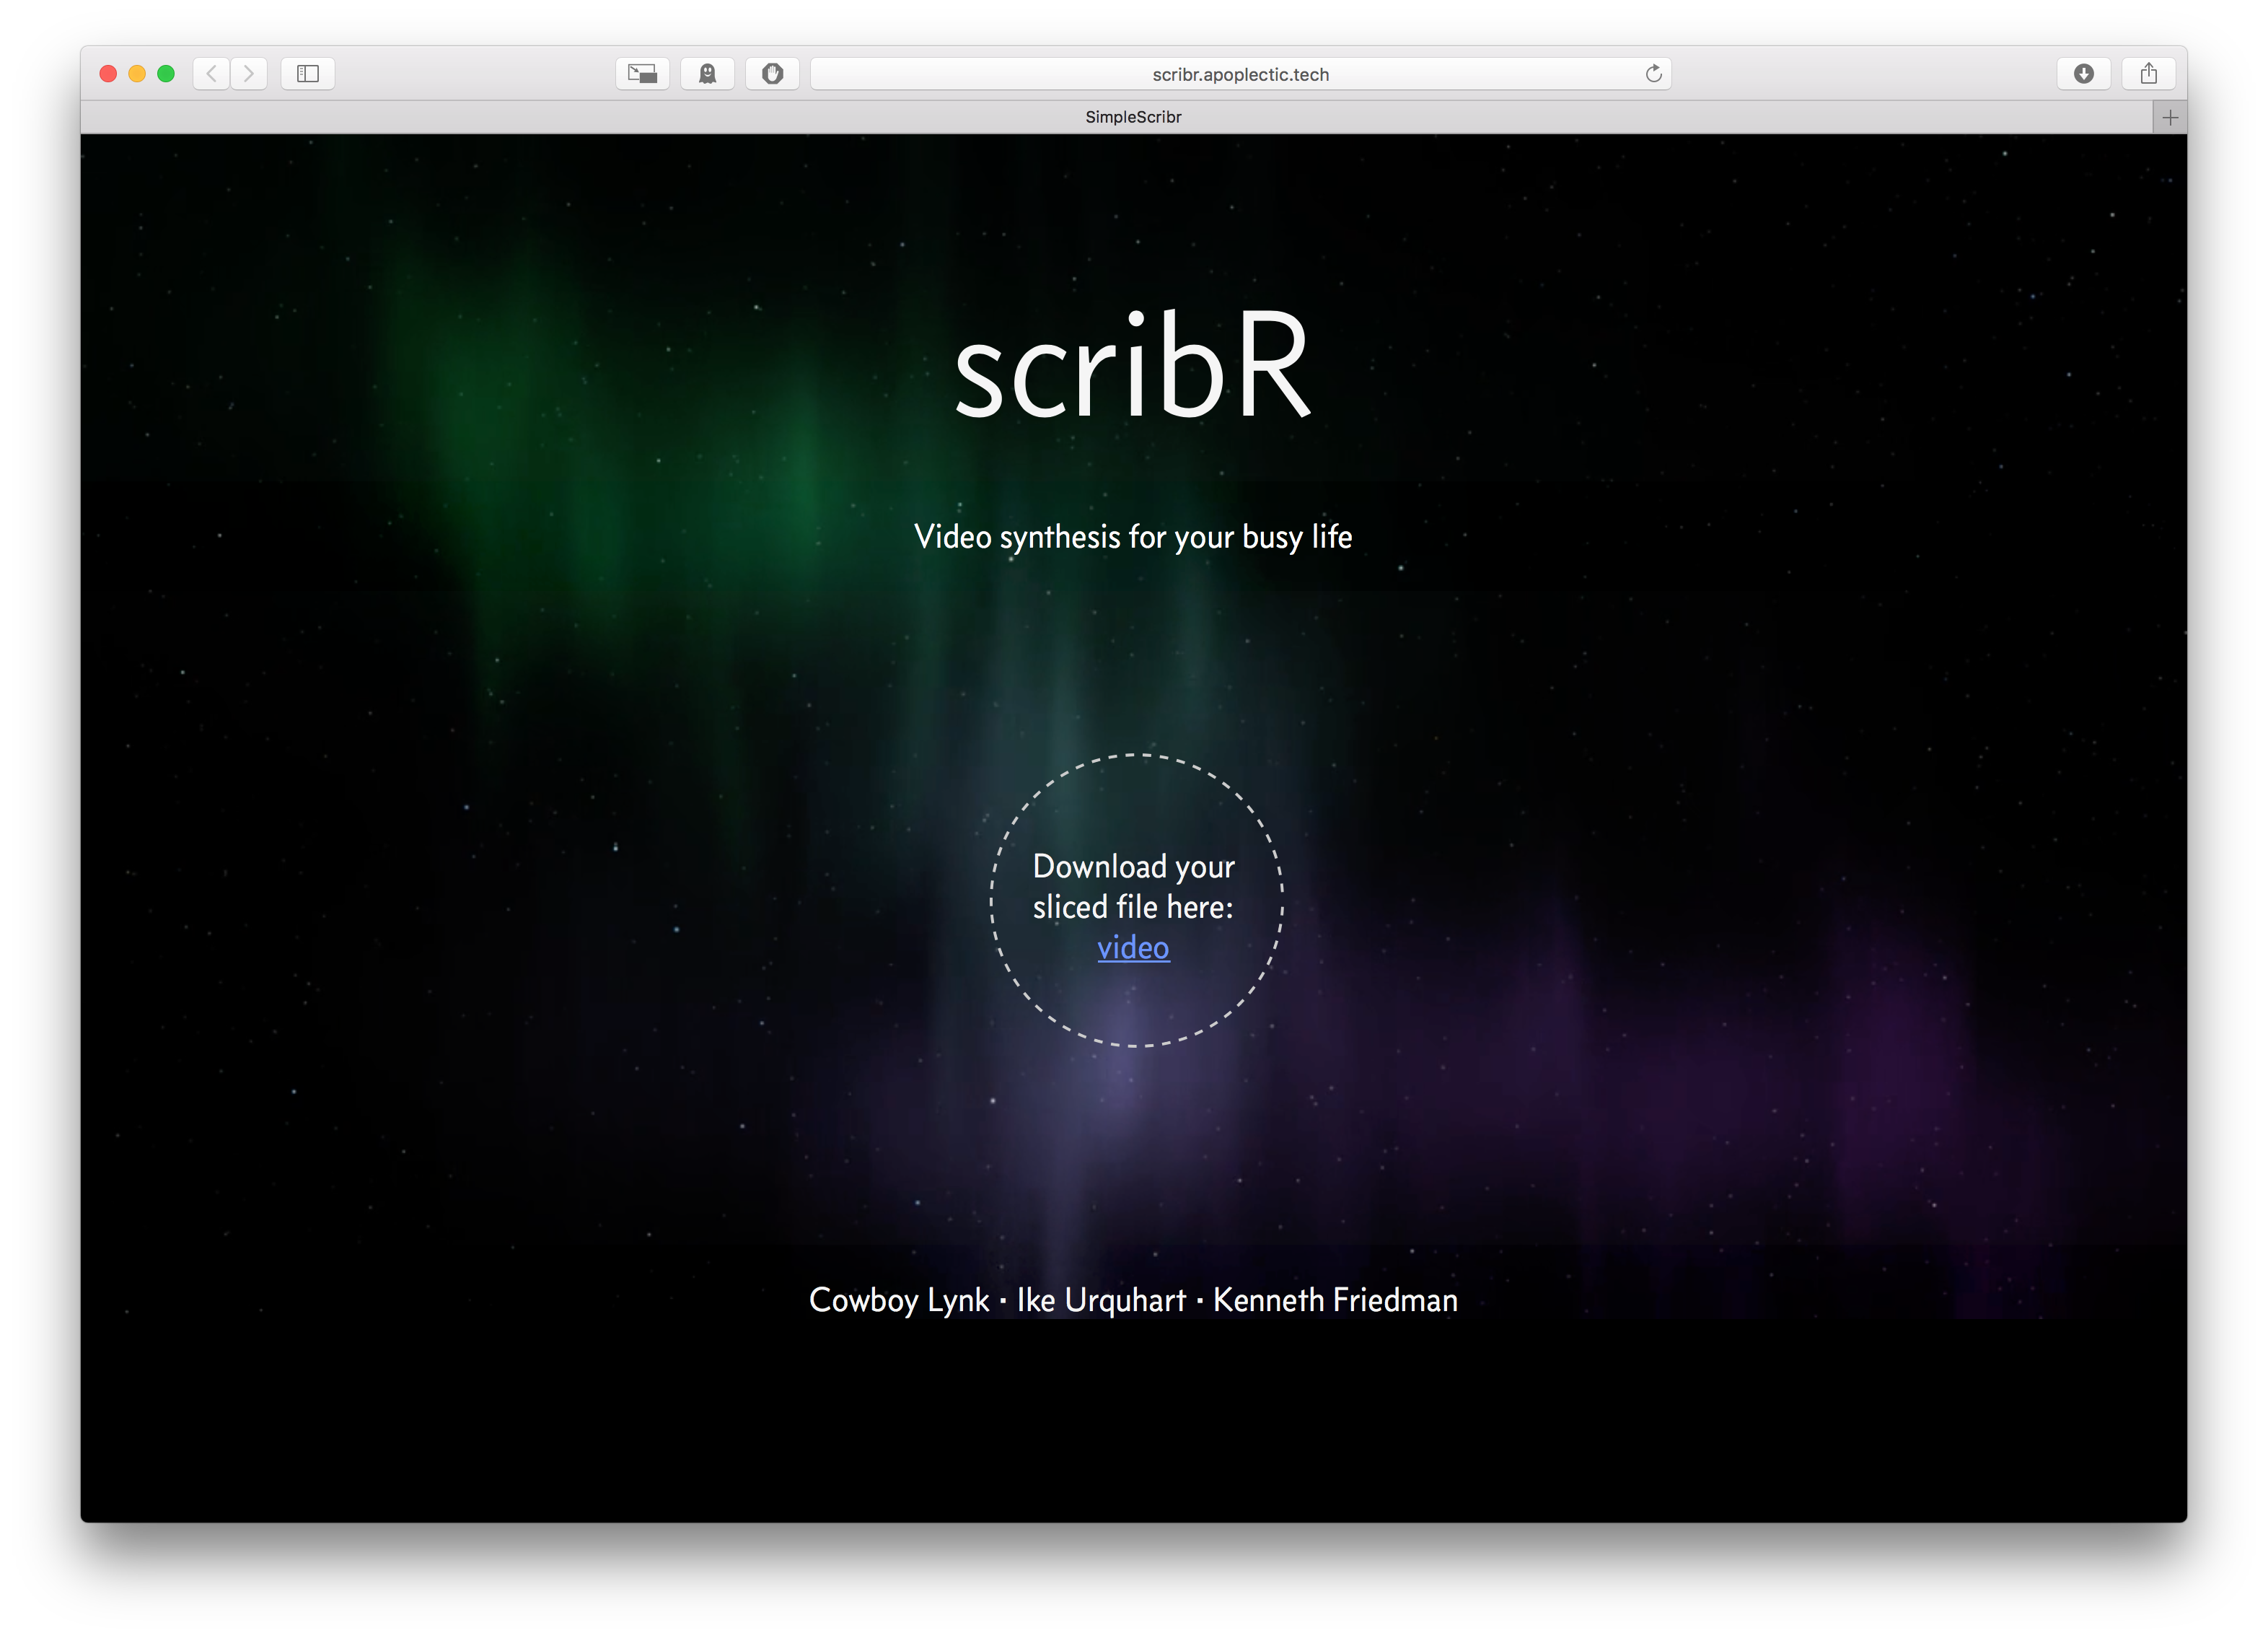 scribr.apoplectic.tech
SimpleScribr
scribR
Video synthesis for your busy life
Download your
sliced file here:
video
Cowboy Lynk · Ike Urquhart · Kenneth Friedman